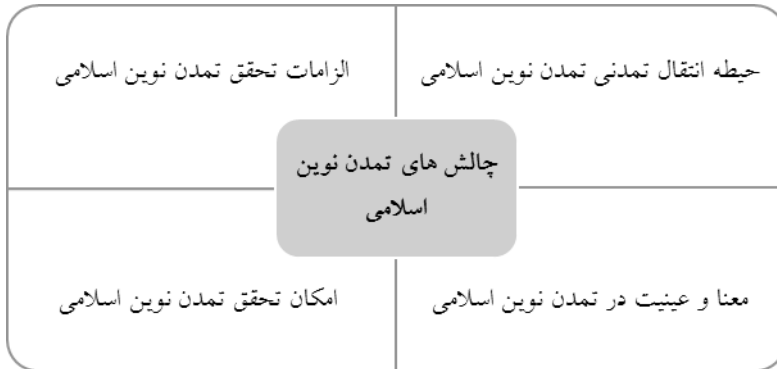 حیطه انتقال تمدنی تمدن نوین اسلامی
الزامات تحقق تمدن نوین اسلامی
چالش های تمدن نوین
اسلامی
معنا و عینیت در تمدن نوین اسلامی
امکان تحقق تمدن نوین اسلامی